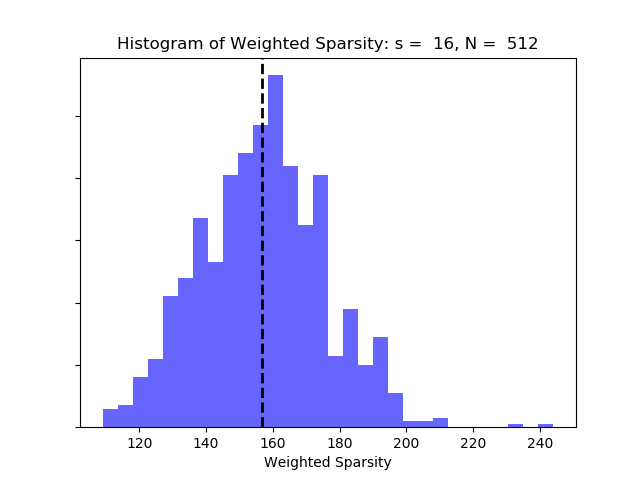 Histogram of Weighted Sparsity: s =  16, N =  512
120 140 160 180 200 220 240
Weighted Sparsity